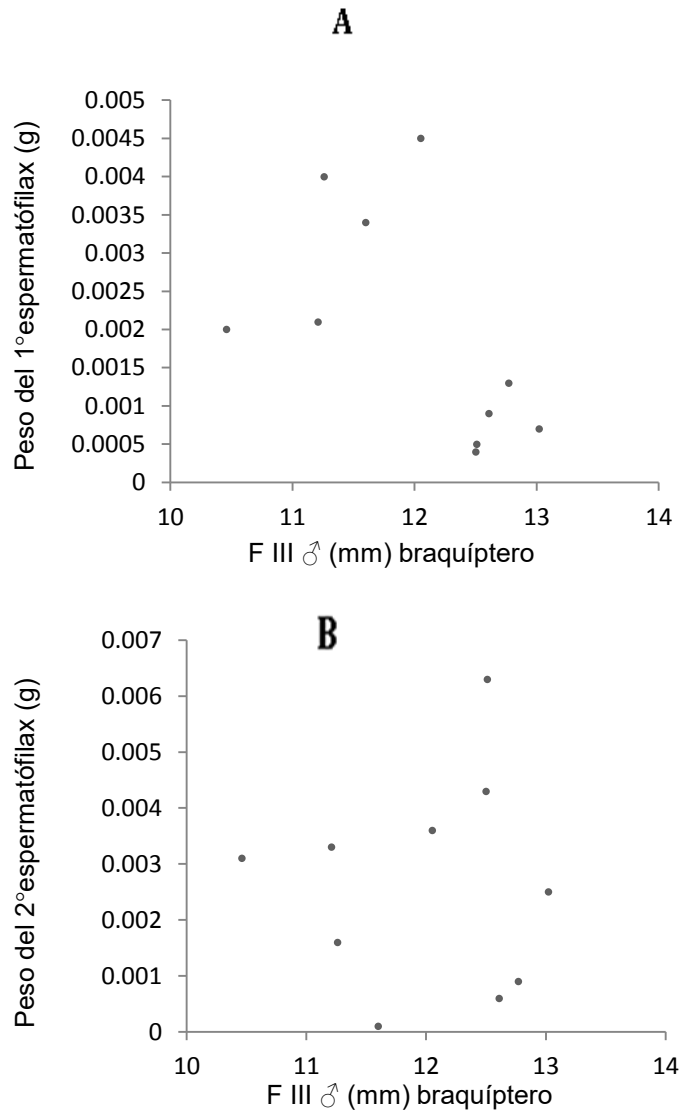 A
Peso del 1°espermatófilax (g)
0.005
0.0045
0.004
0.0035
0.003
0.0025
0.002
0.0015
0.001
0.0005
0
10 11 12 13 14
F III ♂ (mm) braquíptero
B
Peso del 2°espermatófilax (g)
0.007
0.006
0.005
0.004
0.003
0.002
0.001
0
10 11 12 13 14
F III ♂ (mm) braquíptero